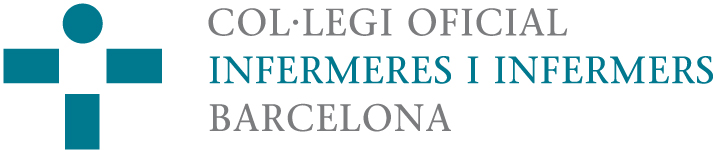 COL·LEGI OFICIAL
INFERMERES I INFERMERS
BARCELONA